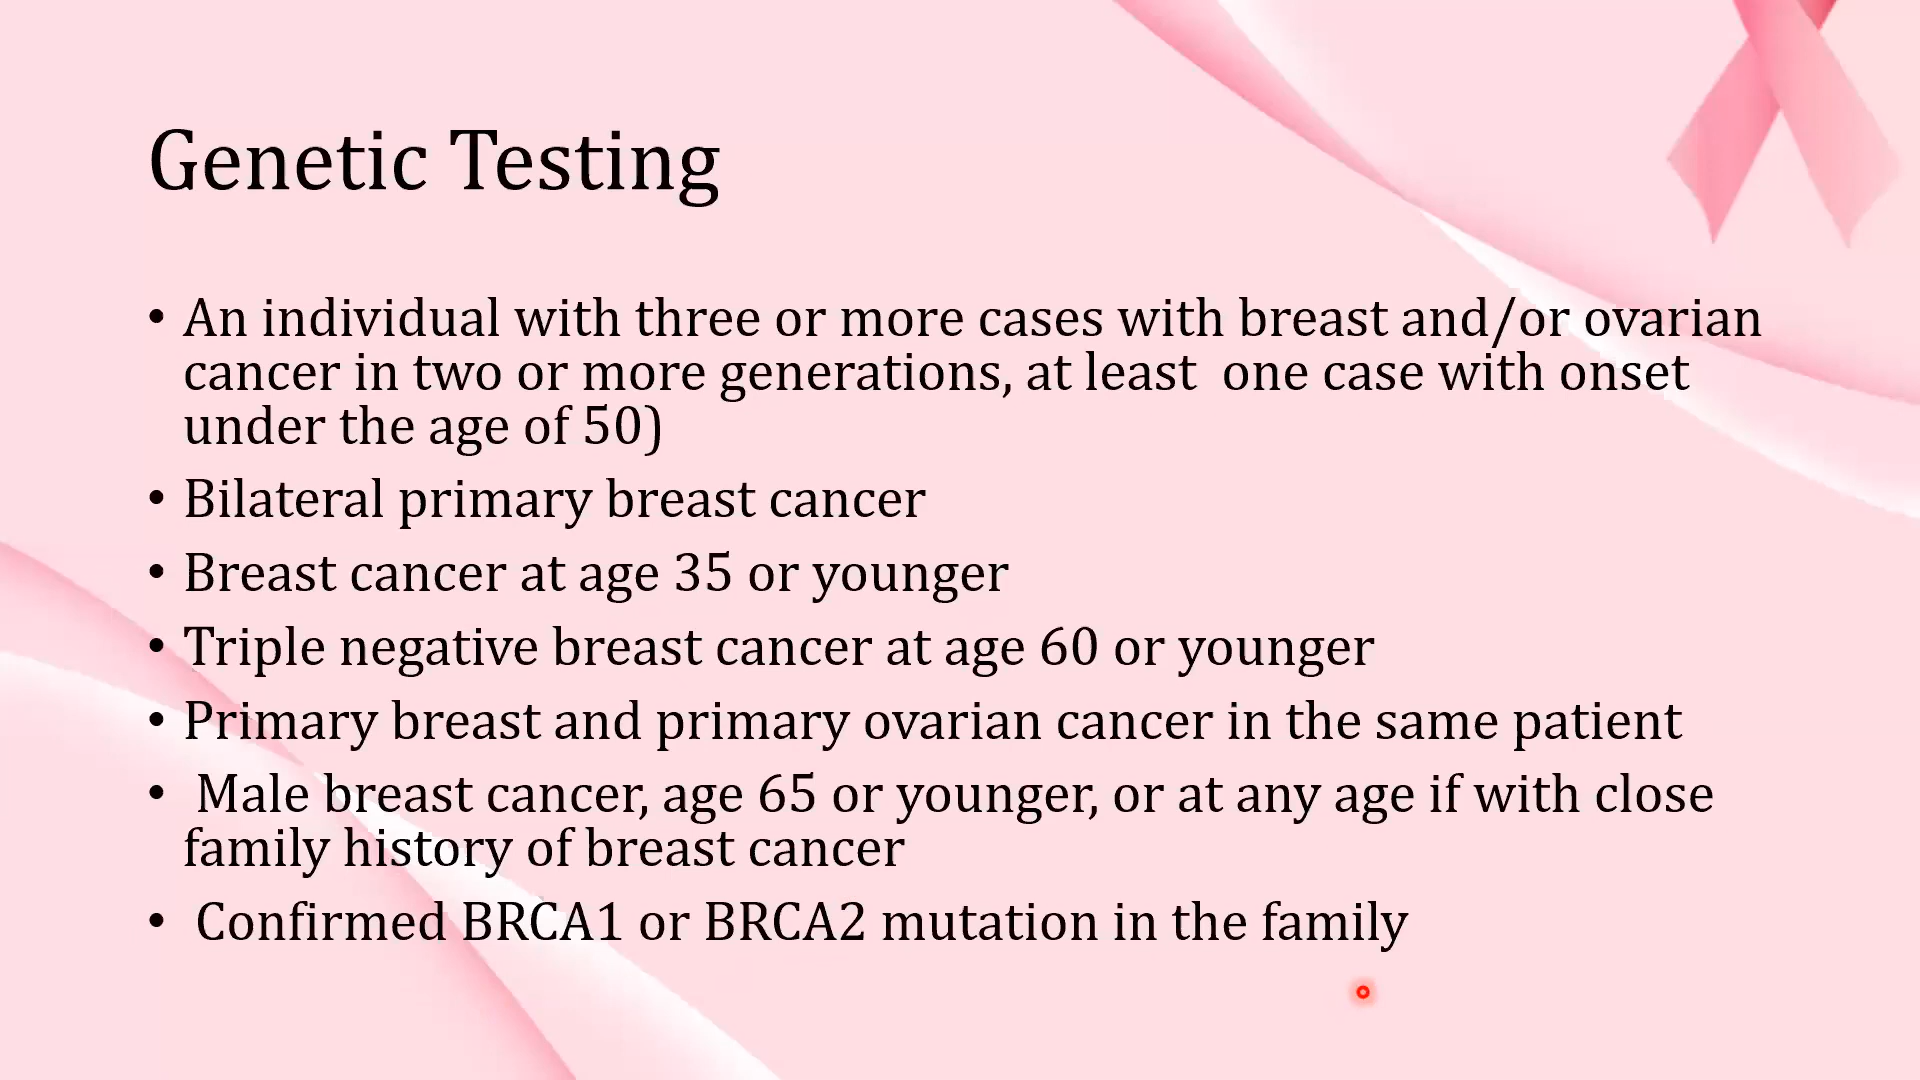 Genetic Testing
• An individual with three or more cases with breast and/or ovarian
cancer in two or more generations, at least  one case with onset
under the age of 50)
• Bilateral primary breast cancer
• Breast cancer at age 35 or younger
• Triple negative breast cancer at age 60 or younger
• Primary breast and primary ovarian cancer in the same patient
•  Male breast cancer, age 65 or younger, or at any age if with close
family history of breast cancer
•  Confirmed BRCA1 or BRCA2 mutation in the family